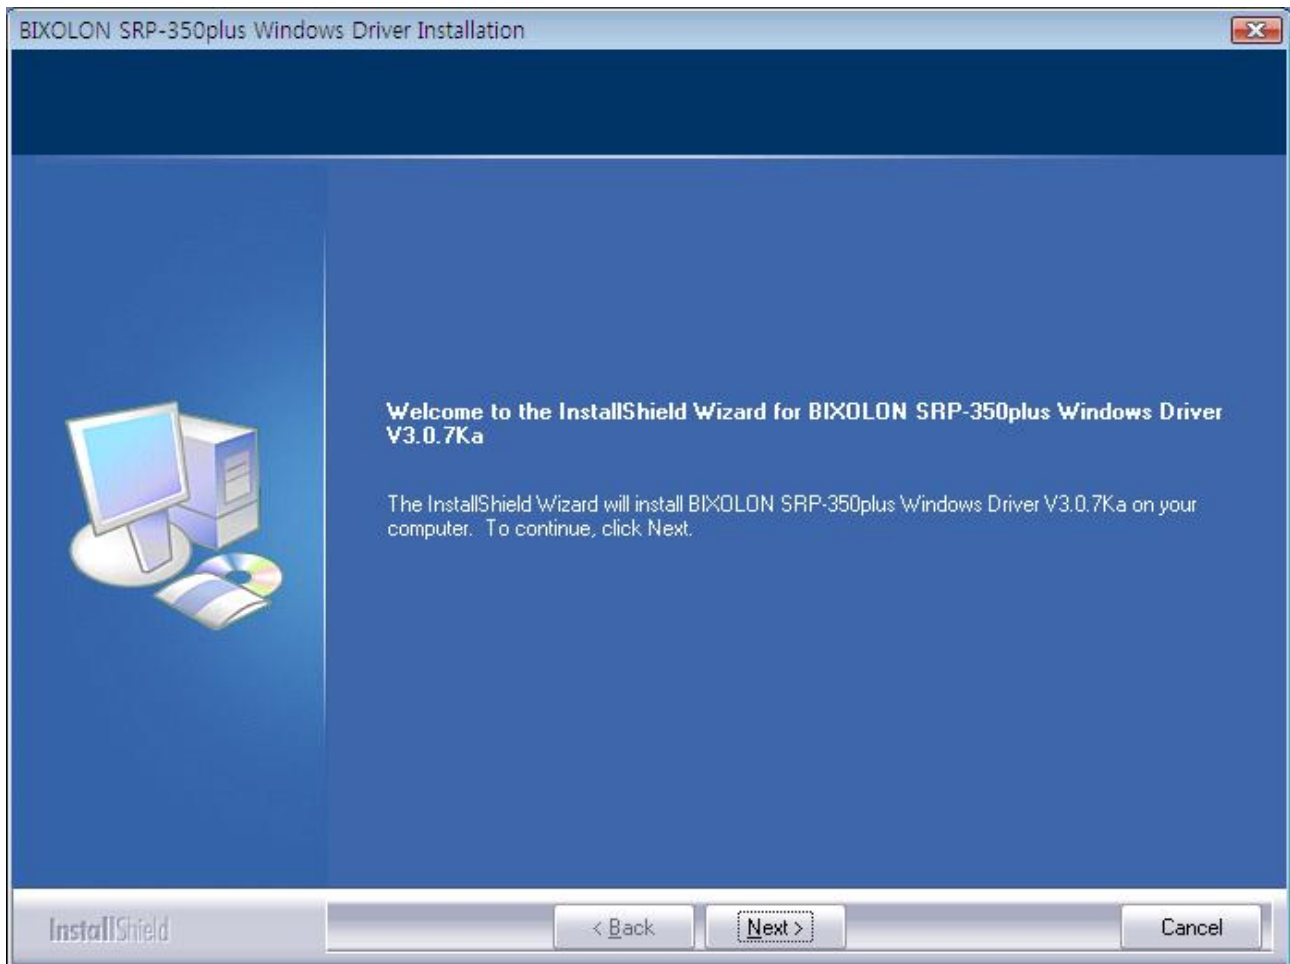 BIXOLON SRP-350plus Windows Driver Installation
Welcome to the InstallShield Wizard for BIXOLON SRP-350plus Windows Driver
V3.0.7Ka
The InstallShield Wizard will install BIXOLON SRP-350plus Windows Driver V3.0.7Ka on your
computer. To continue, click Next.
InstallShield
< Back
Next >
Cancel